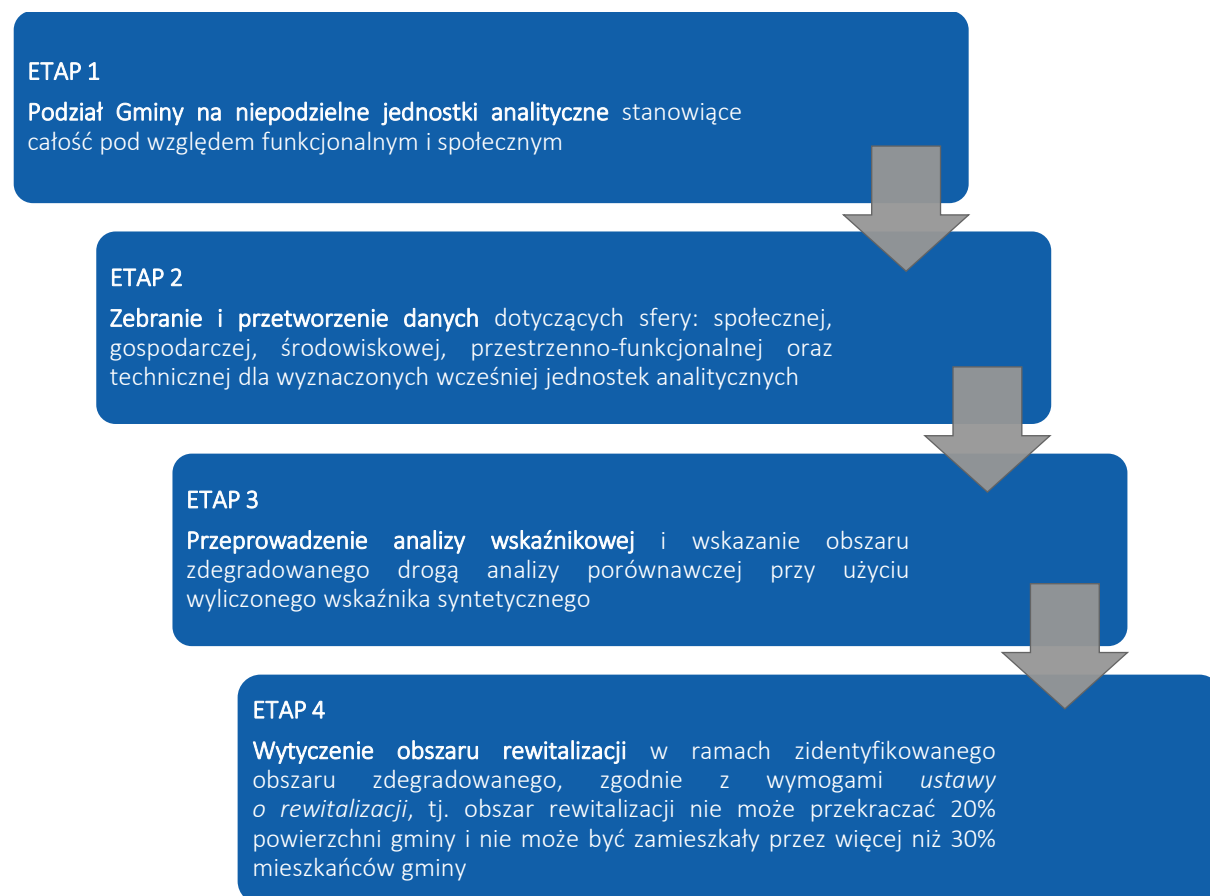 ETAP 1
Podział Gminy na niepodzielne jednostki analityczne stanowiące
całość pod względem funkcjonalnym i społecznym
ETAP 2
Zebranie i przetworzenie danych dotyczących sfery: społecznej,
gospodarczej, środowiskowej, przestrzenno-funkcjonalnej oraz
technicznej dla wyznaczonych wcześniej jednostek analitycznych
ETAP 3
Przeprowadzenie analizy wskaźnikowej i wskazanie obszaru
zdegradowanego drogą analizy porównawczej przy użyciu
wyliczonego wskaźnika syntetycznego
ETAP 4
Wytyczenie obszaru rewitalizacji w ramach zidentyfikowanego
obszaru zdegradowanego, zgodnie z wymogami ustawy
o rewitalizacji, tj. obszar rewitalizacji nie może przekraczać 20%
powierzchni gminy i nie może być zamieszkały przez więcej niż 30%
mieszkańców gminy